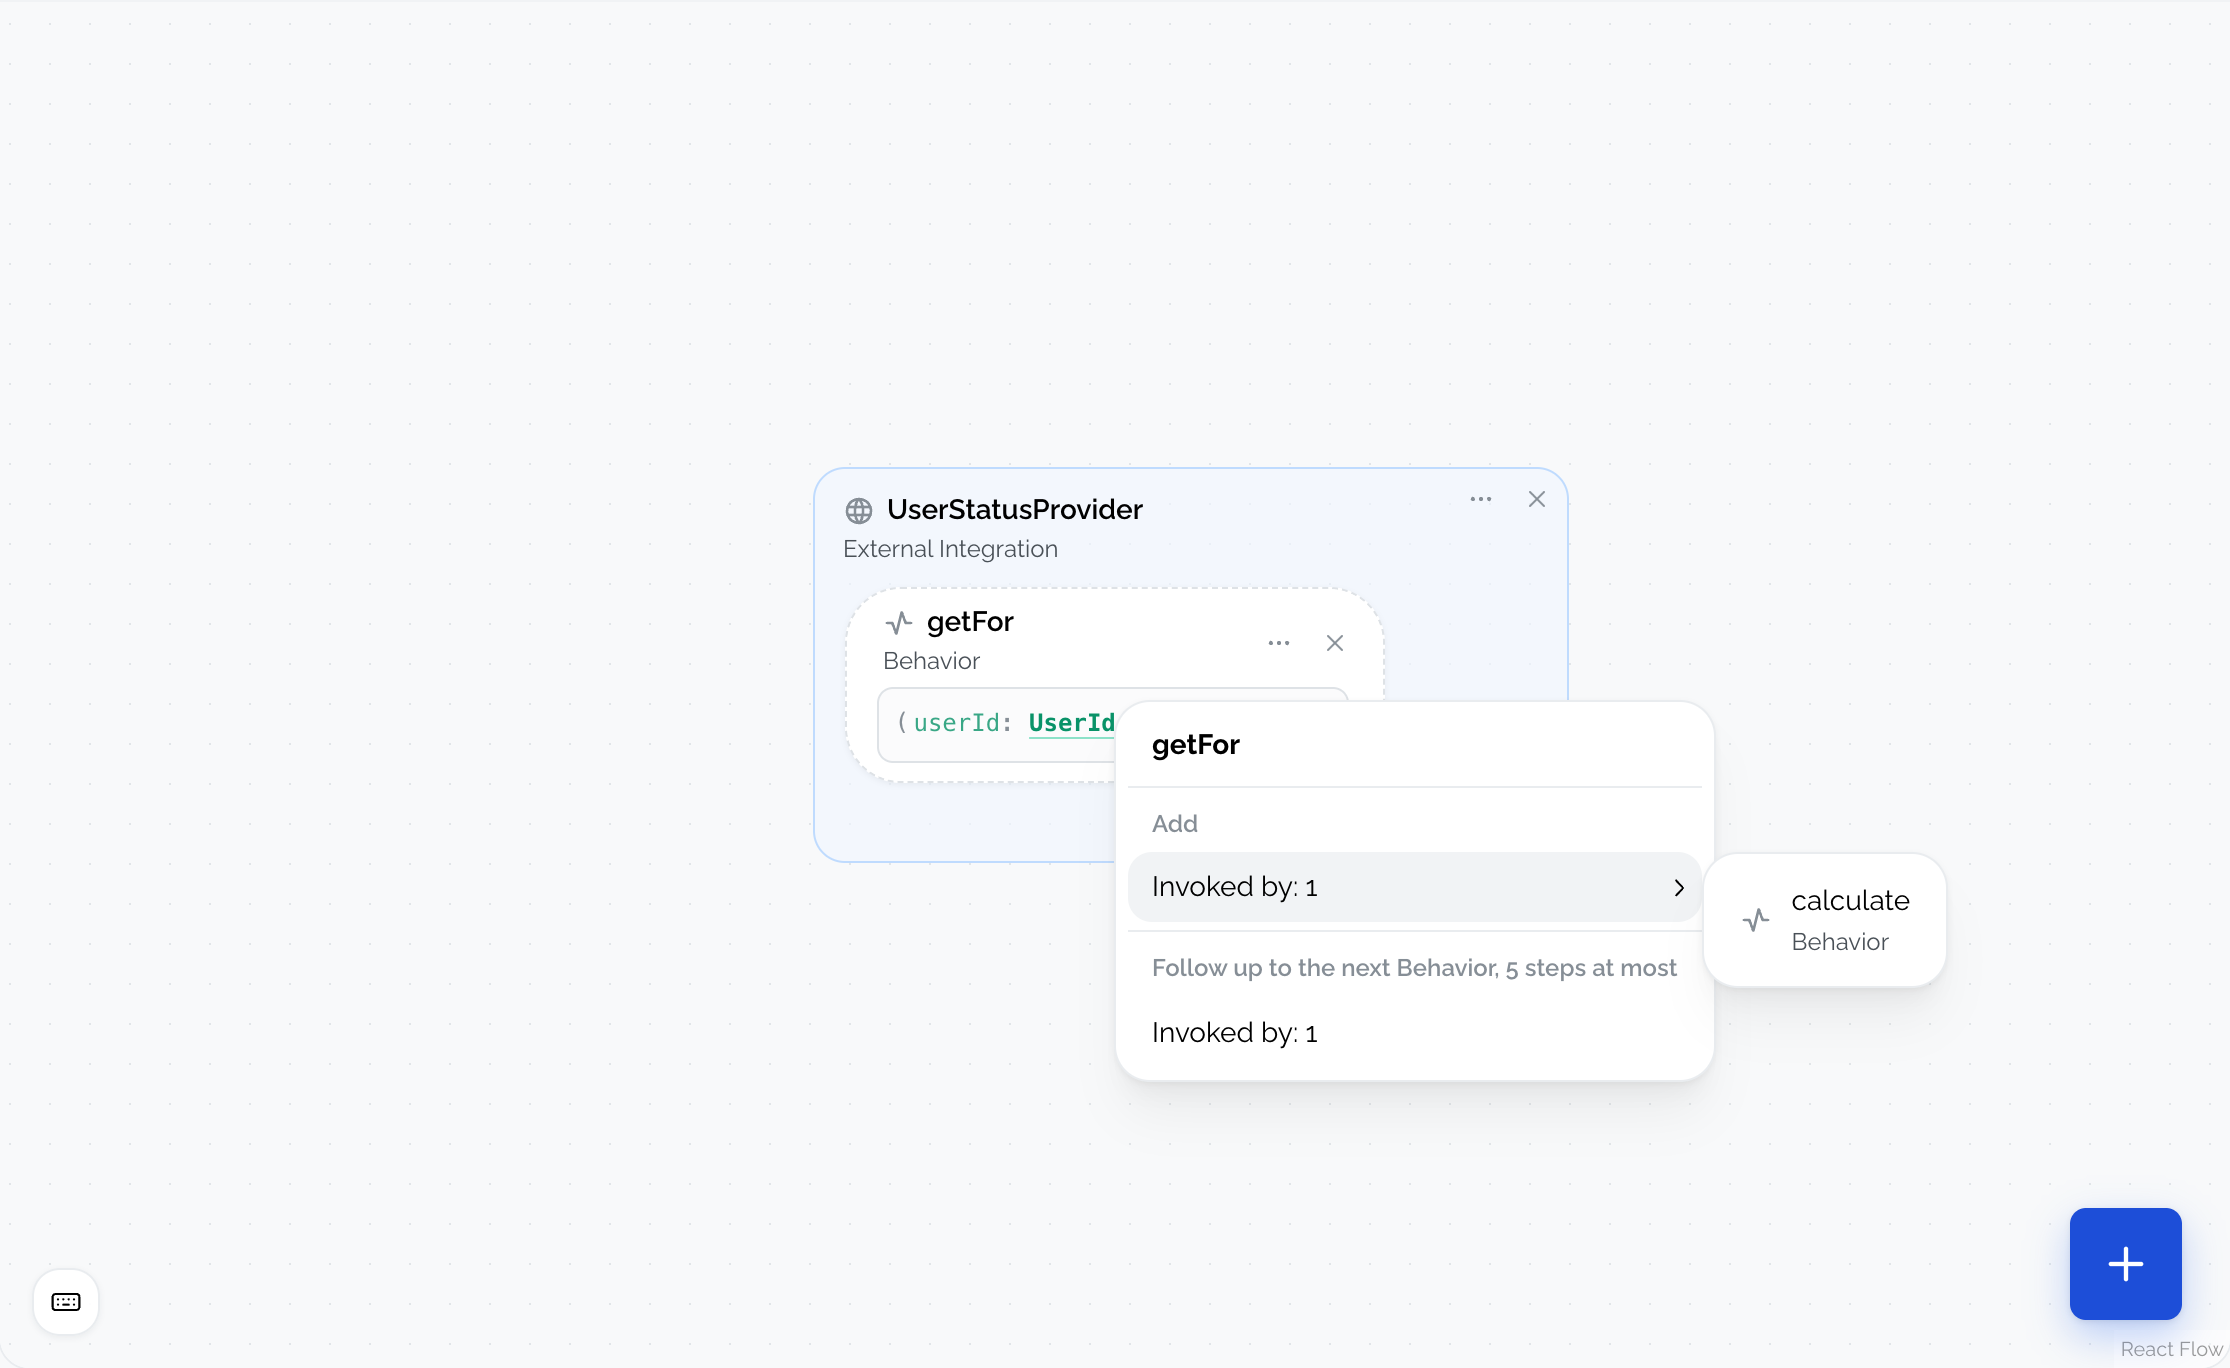 UserStatusProvider
External Integration
getFor
Behavior
(userId: UserId
getFor
Add
Invoked by: 1
calculate
Behavior
Follow up to the next Behavior, 5 steps at most
Invoked by: 1
React Flow